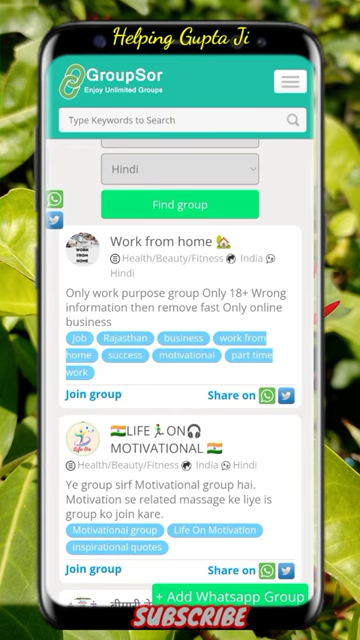 Helping Gupta Ji
GroupSor
Enjoy Unlimited Groups
Type Keywords to Search
Hindi
Find group
Work from home
Health/Beauty/Fitness India
Hindi
Only work purpose group Only 18+ Wrong
information then remove fast Only online
business
Job Rajasthan business work from
home success motivational part time
work
Join group Share on
LIFE ON
MOTIVATIONAL
Health/Beauty/Fitness India Hindi
Ye group sirf Motivational group hai.
Motivation se related massage ke liye is
group ko join kare.
Motivational group Life On Motivation
inspirational quotes
Join group Share on
+ Add Whatsapp Group
SUBSCRIBE